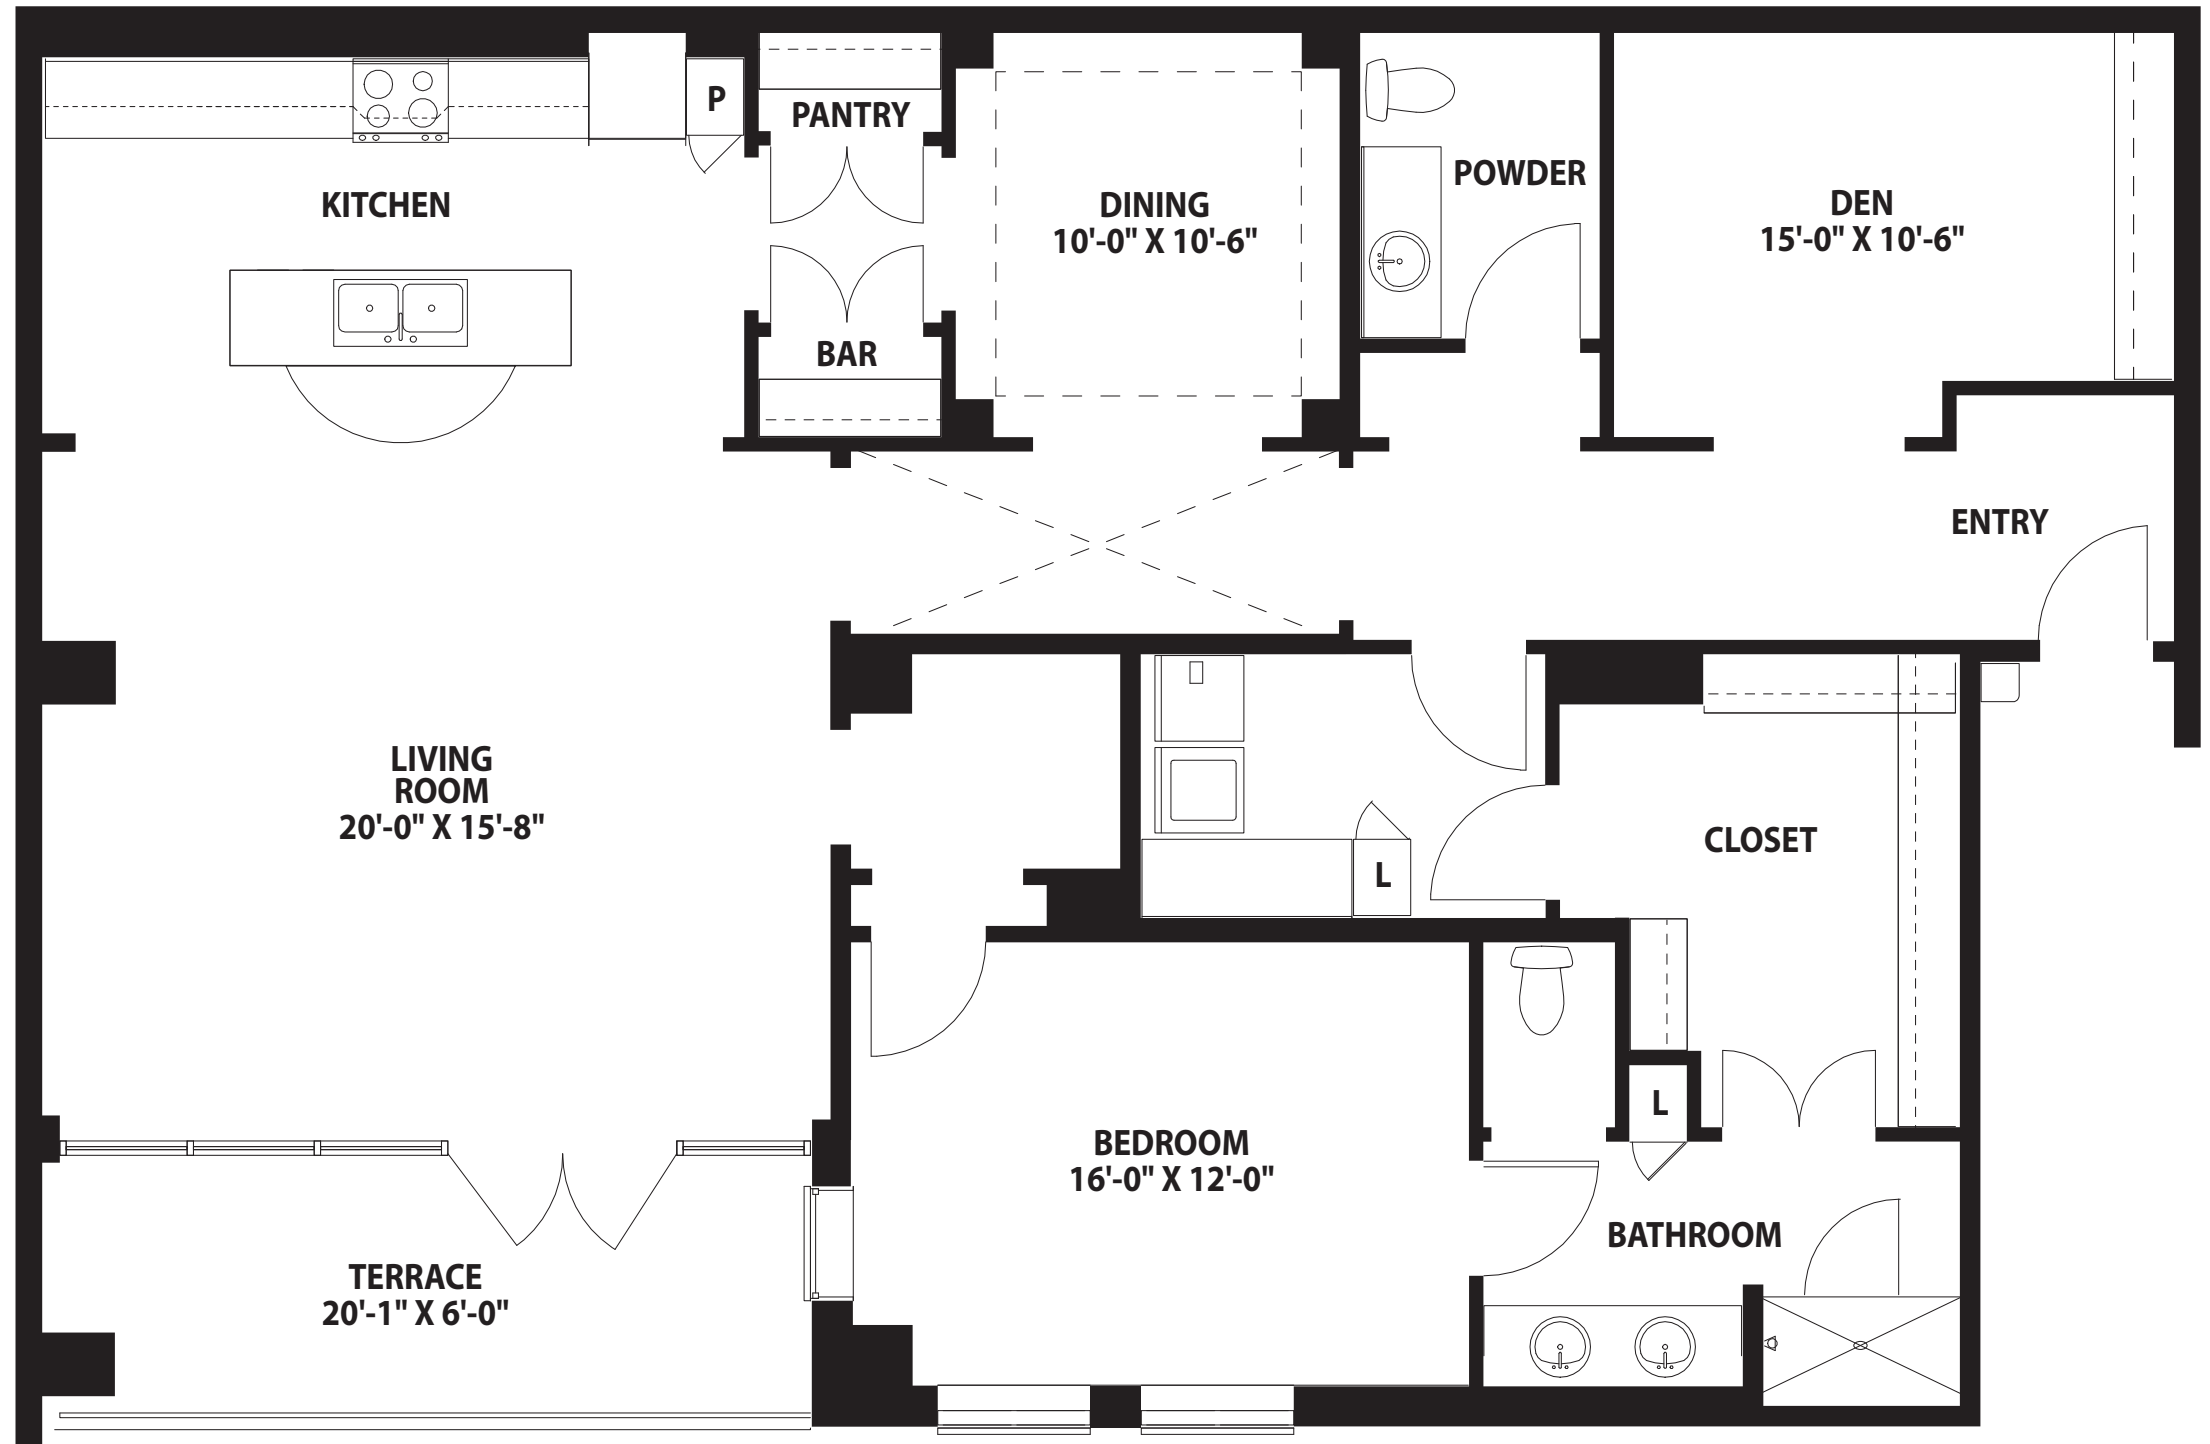 P
PANTRY
KITCHEN
DINING
10'-0" X 10'-6"
POWDER
DEN
15'-0" X 10'-6"
BAR
ENTRY
LIVING
ROOM
20'-0" X 15'-8"
L
CLOSET
L
BEDROOM
16'-0" X 12'-0"
BATHROOM
TERRACE
20'-1" X 6'-0"